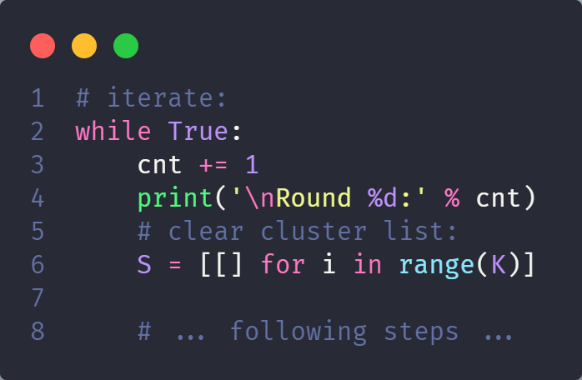 1 # iterate:
2 while True:
3     cnt += 1
4     print('\nRound %d:' % cnt)
5     # clear cluster list:
6     S = [[] for i in range(K)]
7
8     # ... following steps ...